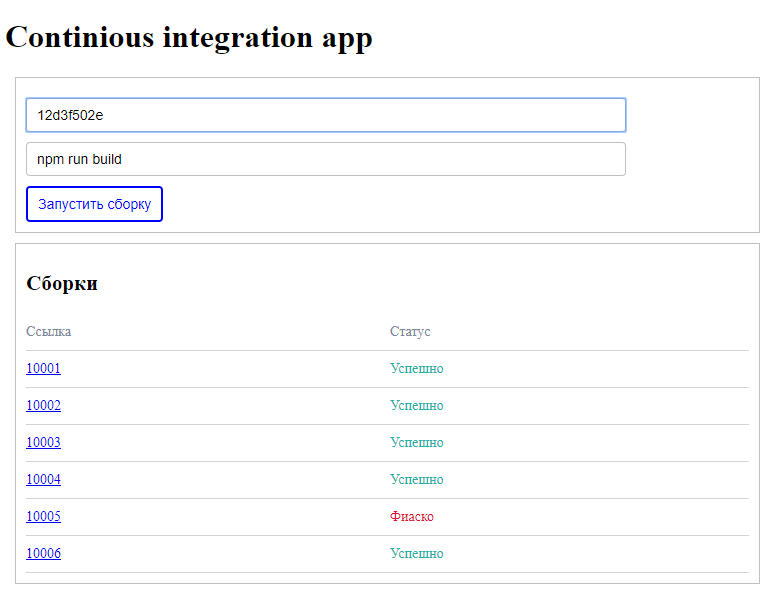 Continious integration app
12d3f502e
npm run build
Запустить сборку
Сборки
Ссылка Статус
10001 Успешно
10002 Успешно
10003 Успешно
10004 Успешно
10005 Фиаско
10006 Успешно